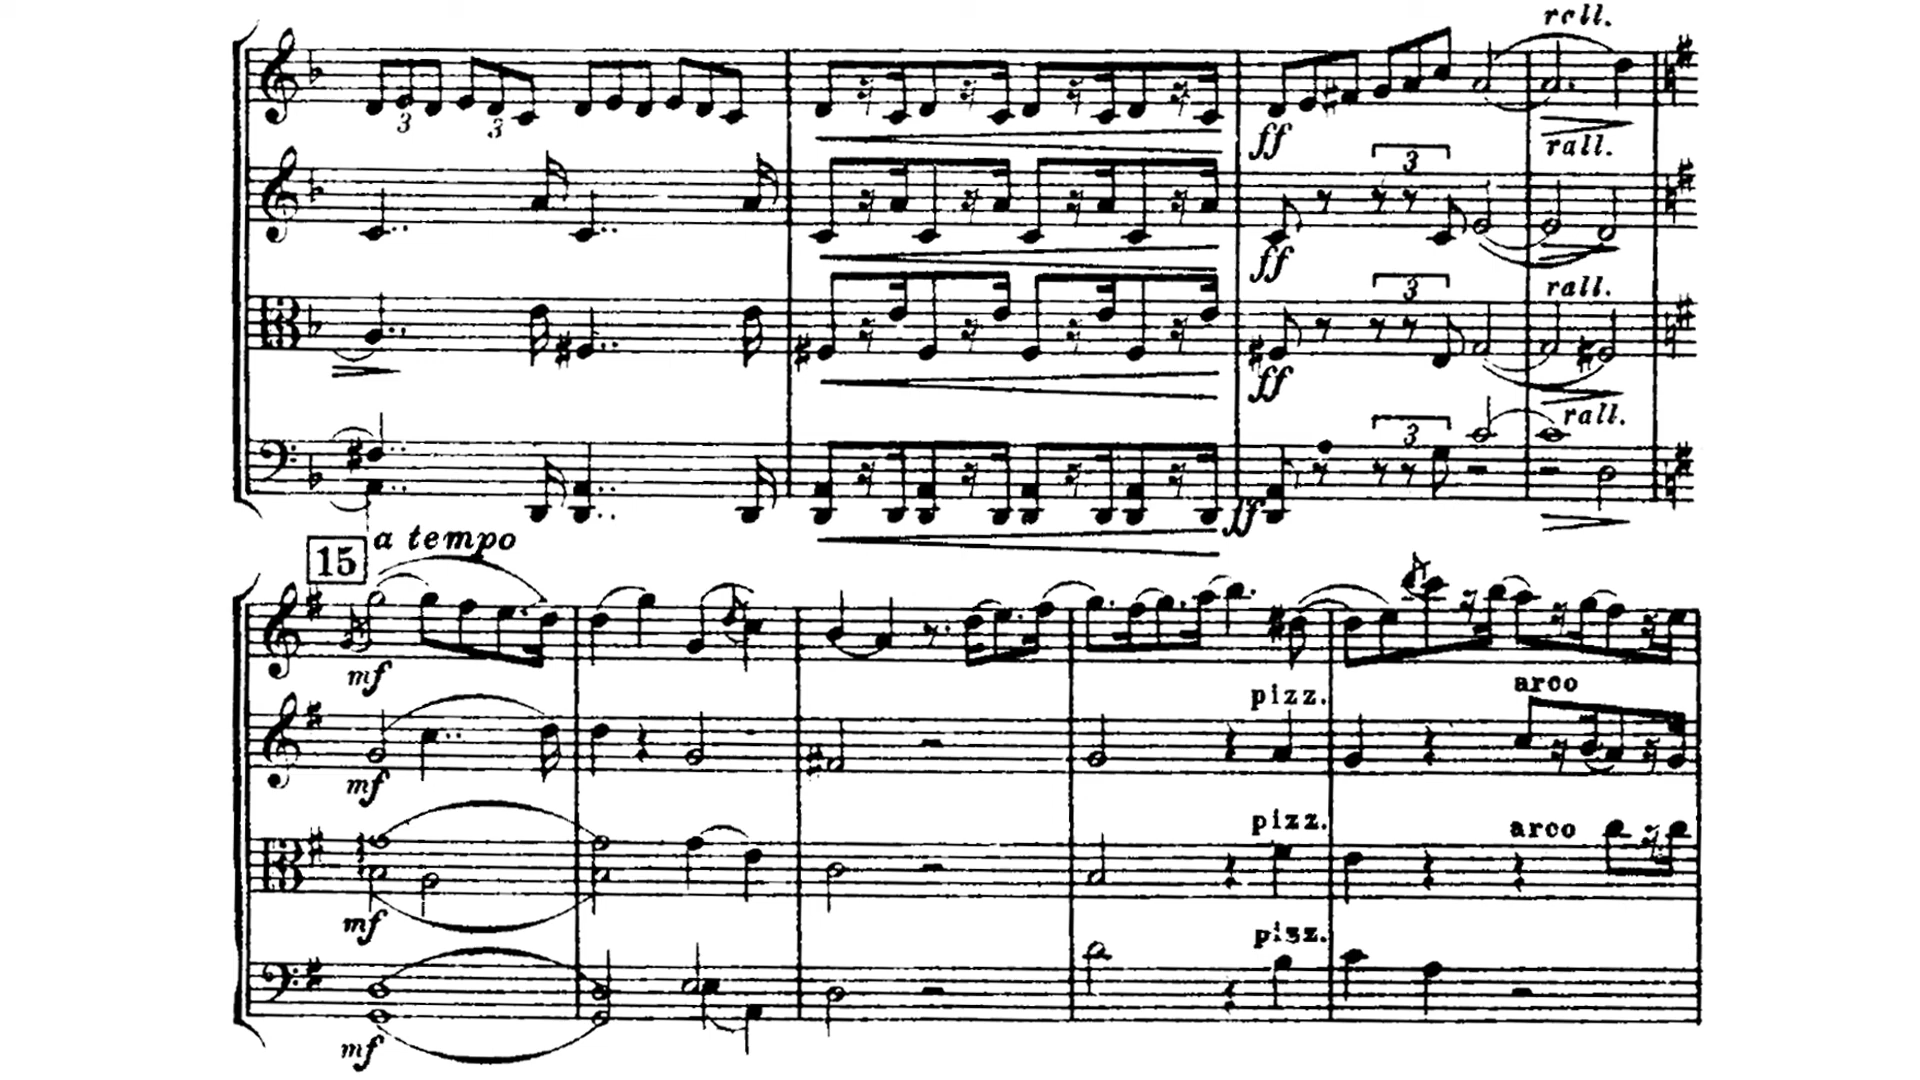 rall.
3 3
ff rall.
3
ff rall.
3
ff rall.
3
ff
15 a tempo
mf
pizz. arco
mf
pizz. arco
mf
pizz.
mf